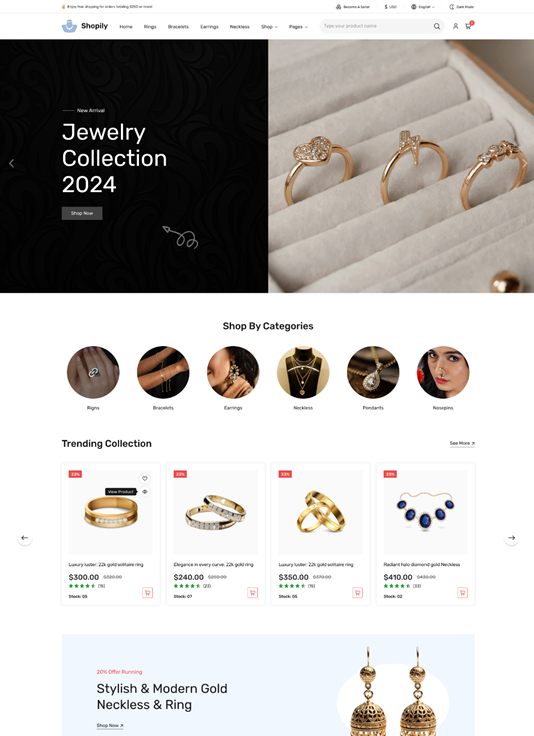 Enjoy free shipping for orders totaling $250 or more!
Become A Seller
$ USD
English
Dark Mode
Shopily
Home Rings Bracelets Earrings Neckless Shop Pages
Type your product name
New Arrival
Jewelry
Collection
2024
Shop Now
Shop By Categories
Rigns
Bracelets
Earrings
Neckless
Pendants
Nosepins
Trending Collection
See More
23%
View Product
Luxury luster: 22k gold solitaire ring
$300.00 $320.00
Stock: 05
23%
Elegance in every curve: 22k gold ring
$240.00 $250.00
(23)
Stock: 07
23%
Luxury luster: 22k gold solitaire ring
$350.00 $370.00
Stock: 05
23%
Radiant halo diamond gold Neckless
$410.00 $430.00
(33)
Stock: 02
20% Offer Running
Stylish & Modern Gold
Neckless & Ring
Shop Now